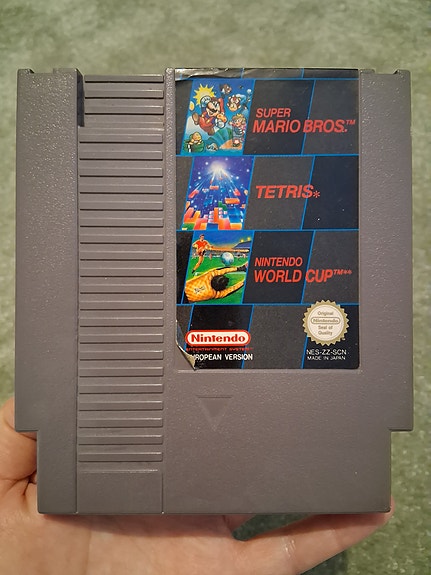 SUPER
MARIO BROS.™
TETRIS*
NINTENDO
WORLD CUP™**
Original
Nintendo
Seal of
Quality
Nintendo
ENTERTAINMENT SYSTEM
EUROPEAN VERSION
NES-ZZ-SCN
MADE IN JAPAN